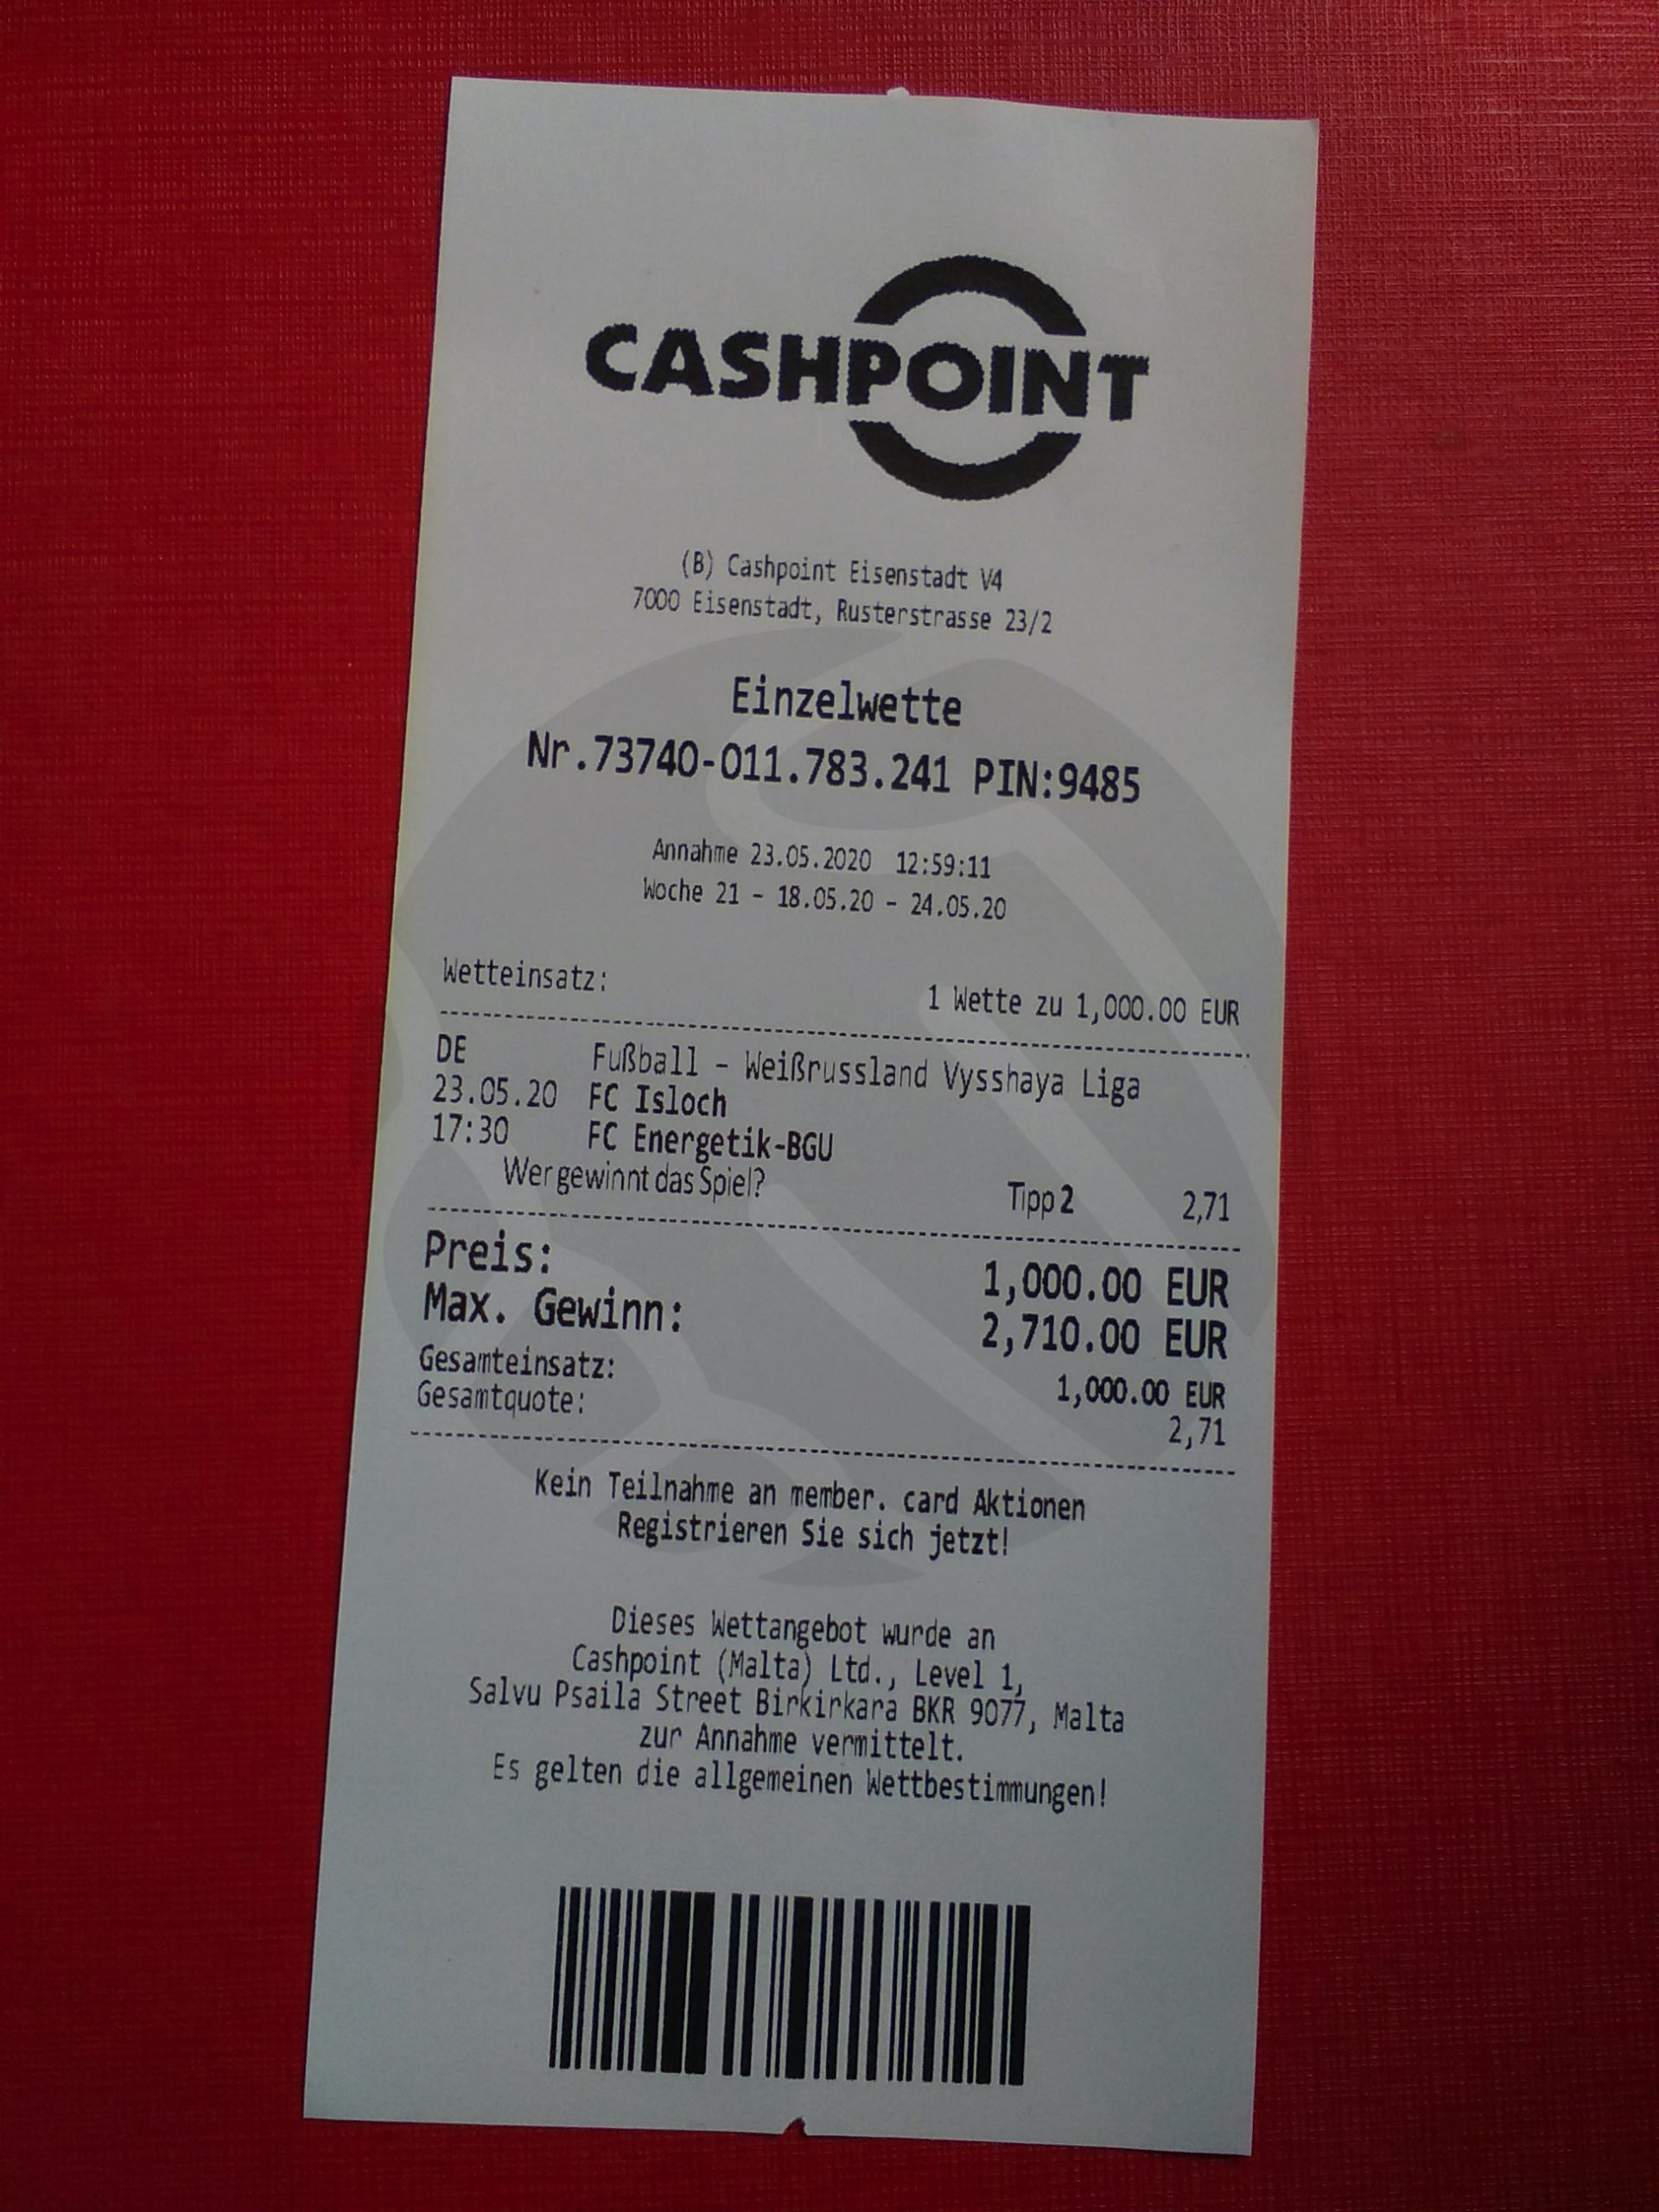 CASHPOINT
(B) Cashpoint Eisenstadt V4
7000 Eisenstadt, Rusterstrasse 23/2
Einzelwette
Nr.73740-011.783.241 PIN:9485
Annahme 23.05.2020 12:59:11
Woche 21 - 18.05.20 - 24.05.20
Wetteinsatz: 1 Wette zu 1,000.00 EUR
DE Fußball - Weißrussland Vysshaya Liga
23.05.20 FC Isloch
17:30 FC Energetik-BGU
Wer gewinnt das Spiel? Tipp 2 2,71
Preis: 1,000.00 EUR
Max. Gewinn: 2,710.00 EUR
Gesamteinsatz: 1,000.00 EUR
Gesamtquote: 2,71
Kein Teilnahme an member. card Aktionen
Registrieren Sie sich jetzt!
Dieses Wettangebot wurde an
Cashpoint (Malta) Ltd., Level 1,
Salvu Psaila Street Birkirkara BKR 9077, Malta
zur Annahme vermittelt.
Es gelten die allgemeinen Wettbestimmungen!